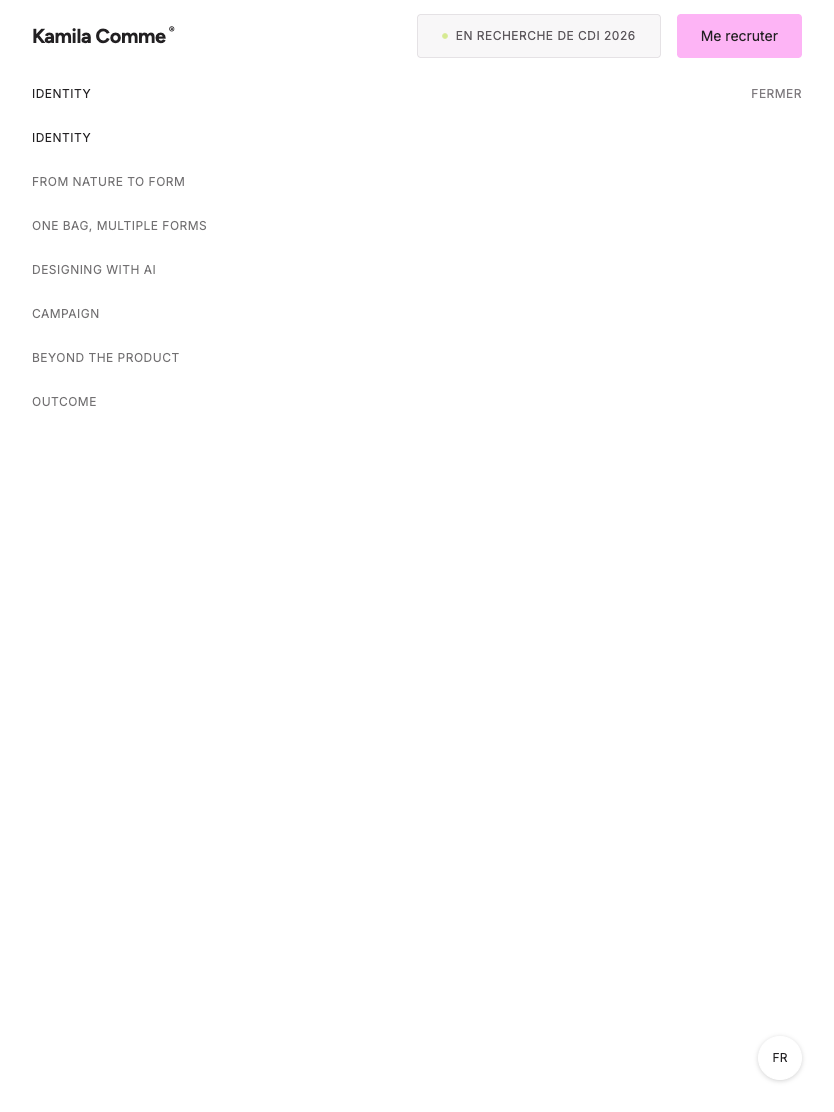 Kamila Comme®
EN RECHERCHE DE CDI 2026
Me recruter
IDENTITY
FERMER
IDENTITY
FROM NATURE TO FORM
ONE BAG, MULTIPLE FORMS
DESIGNING WITH AI
CAMPAIGN
BEYOND THE PRODUCT
OUTCOME
FR